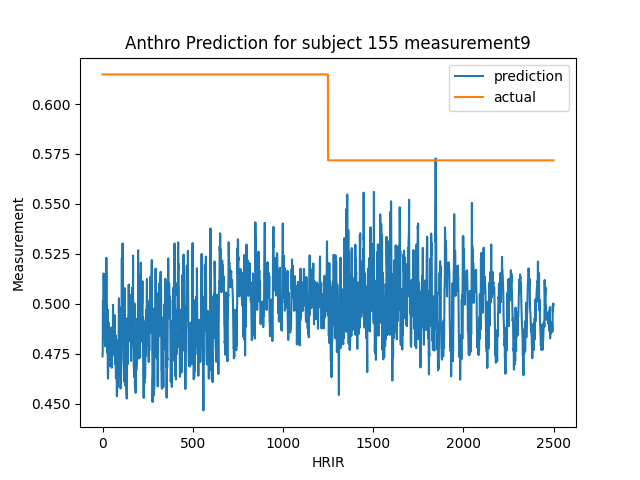 Anthro Prediction for subject 155 measurement9
prediction
actual
0.600
0.575
0.550
0.525
0.500
0.475
0.450
Measurement
0
500
1000
1500
2000
2500
HRIR